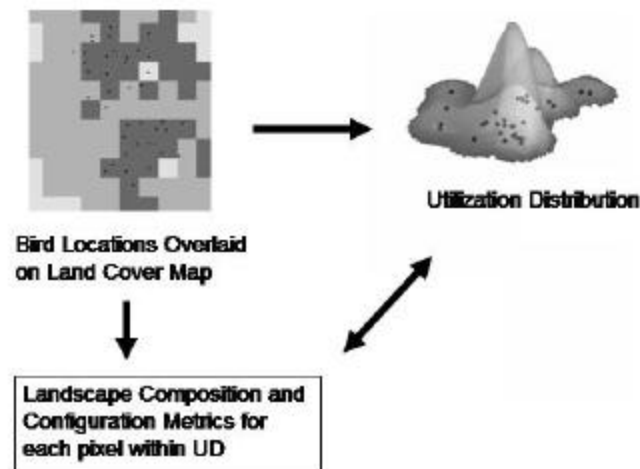 Utilization Distribution
Bird Locations Overlaid
on Land Cover Map
Landscape Composition and
Configuration Metrics for
each pixel within UD